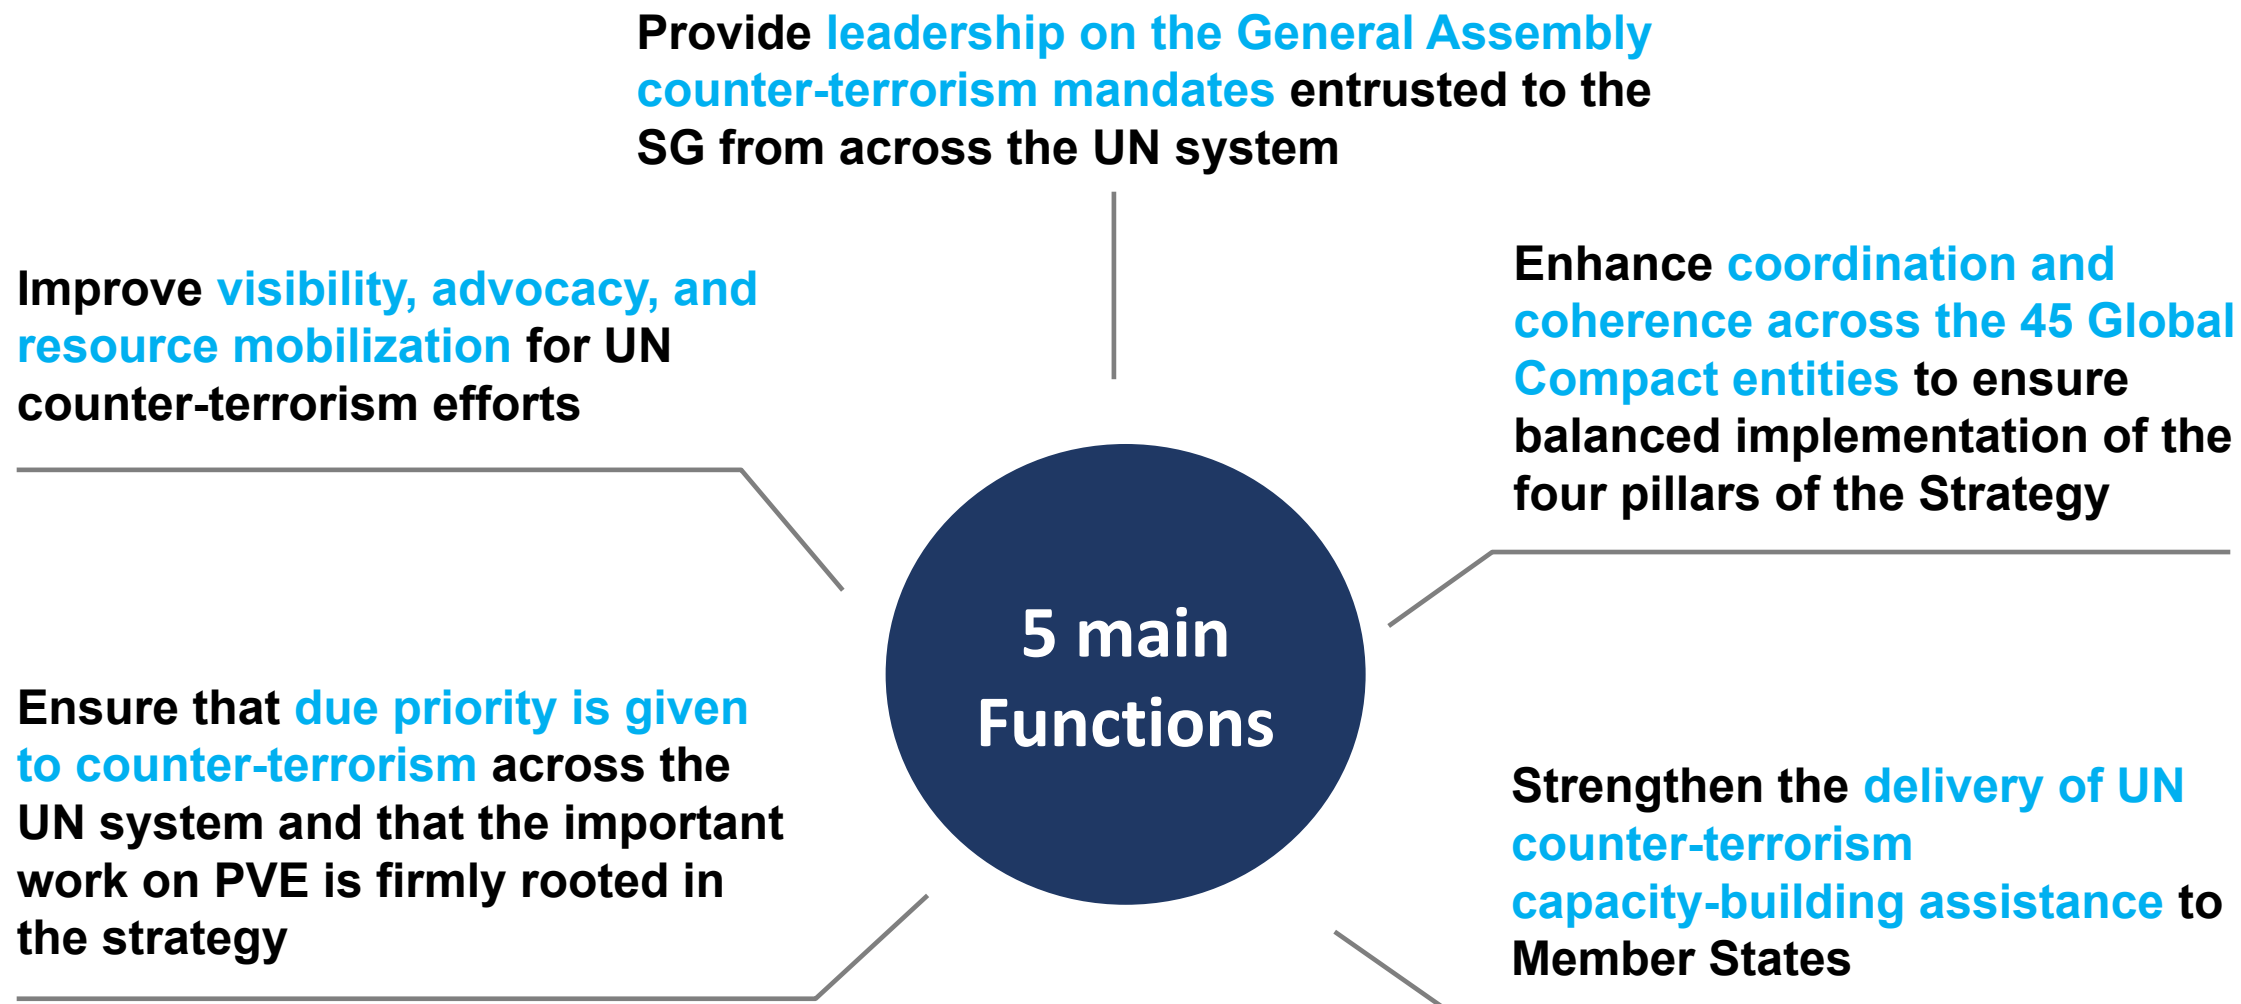 Provide leadership on the General Assembly
counter-terrorism mandates entrusted to the
SG from across the UN system
Improve visibility, advocacy, and
resource mobilization for UN
counter-terrorism efforts
Enhance coordination and
coherence across the 45 Global
Compact entities to ensure
balanced implementation of the
four pillars of the Strategy
5 main
Functions
Ensure that due priority is given
to counter-terrorism across the
UN system and that the important
work on PVE is firmly rooted in
the strategy
Strengthen the delivery of UN
counter-terrorism
capacity-building assistance to
Member States